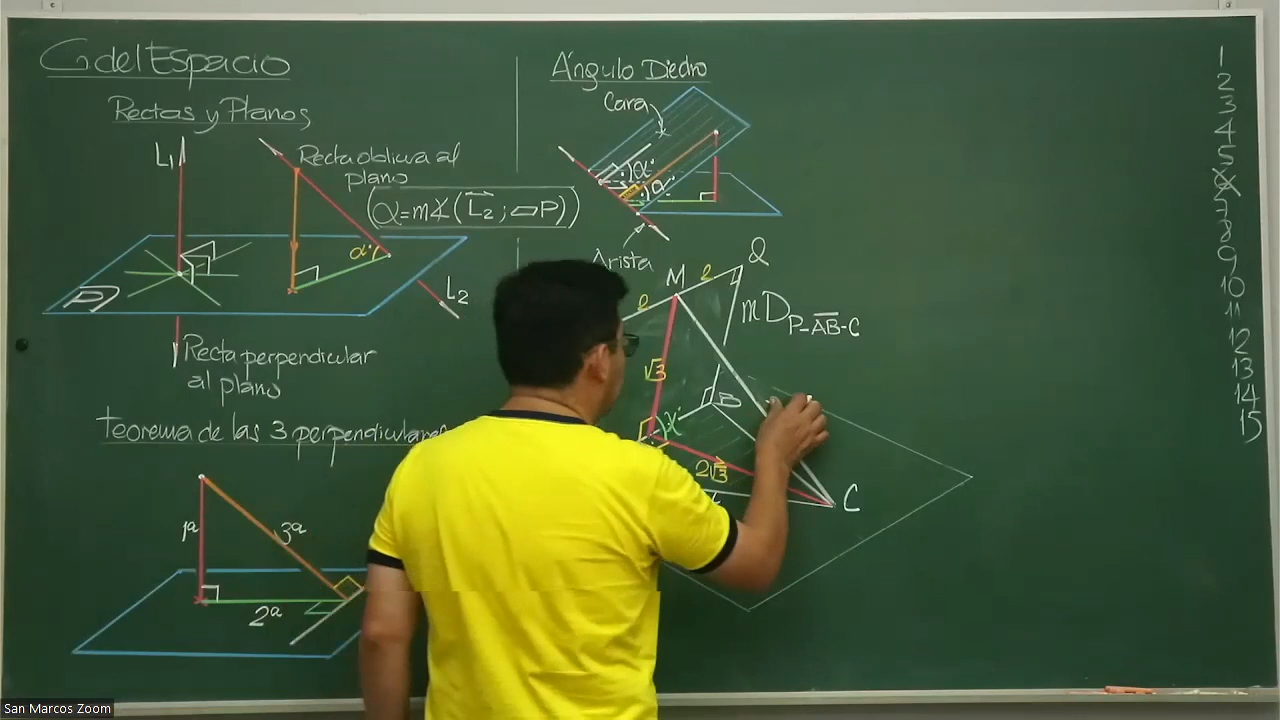 G del Espacio
Rectas y Planos
L1
Recta oblicua al
plano
α=m∡(L2; ▱P)
α°
P
L2
Recta perpendicular
al plano
teorema de las 3 perpendiculares
1ª
3ª
2ª
Ángulo Diedro
Cara
α°
α°
Arista
M
ℓ
ℓ
Q
mD P-AB-C
√3
x°
B
2√3
C
1
2
3
4
5
6
7
8
9
10
11
12
13
14
15
San Marcos Zoom